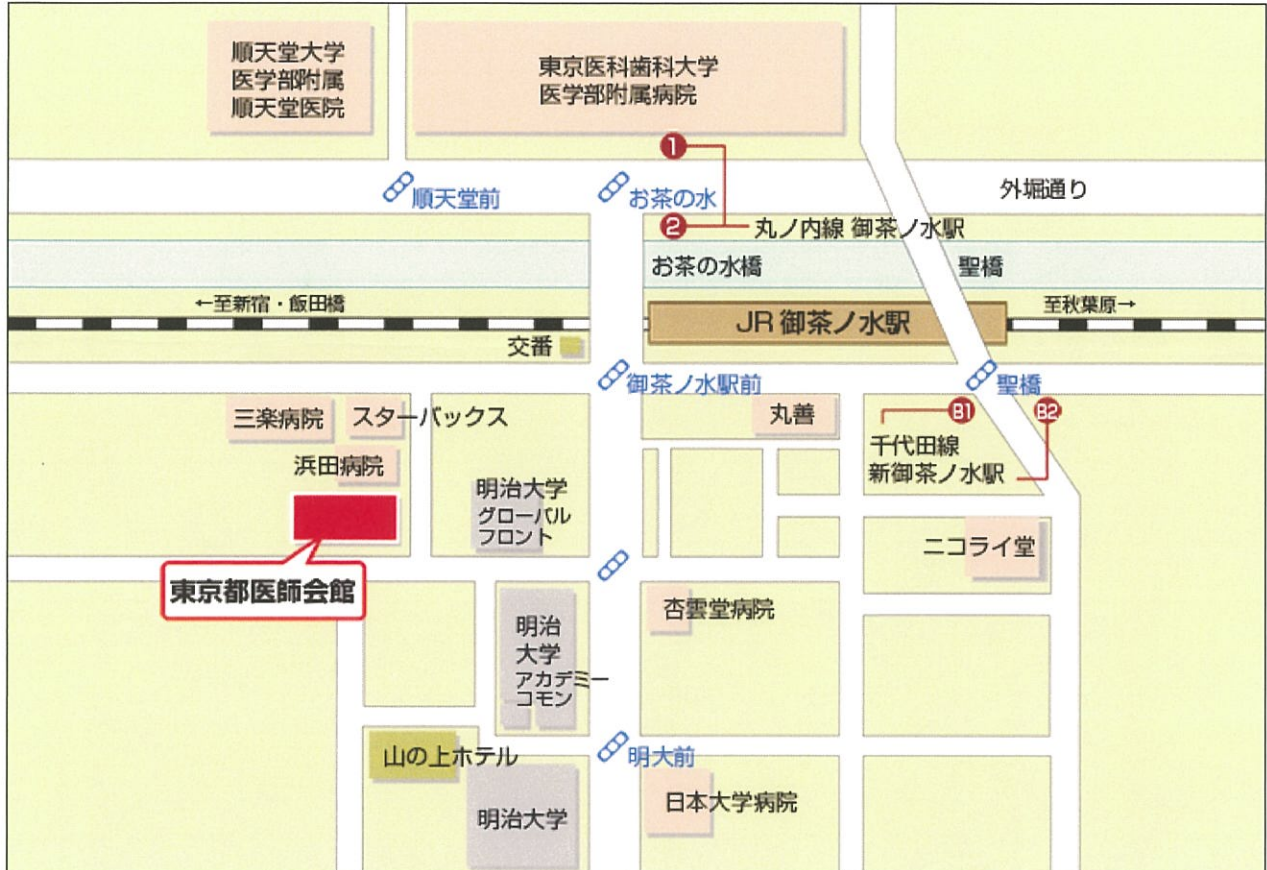 順天堂大学
医学部附属
順天堂医院
東京医科歯科大学
医学部附属病院
1
順天堂前
お茶の水
外堀通り
2
丸ノ内線 御茶ノ水駅
お茶の水橋
聖橋
←至新宿・飯田橋
JR 御茶ノ水駅
至秋葉原→
交番
御茶ノ水駅前
聖橋
三楽病院
スターバックス
丸善
B1
B2
千代田線
新御茶ノ水駅
浜田病院
明治大学
グローバル
フロント
ニコライ堂
東京都医師会館
杏雲堂病院
明治
大学
アカデミー
コモン
山の上ホテル
明大前
明治大学
日本大学病院